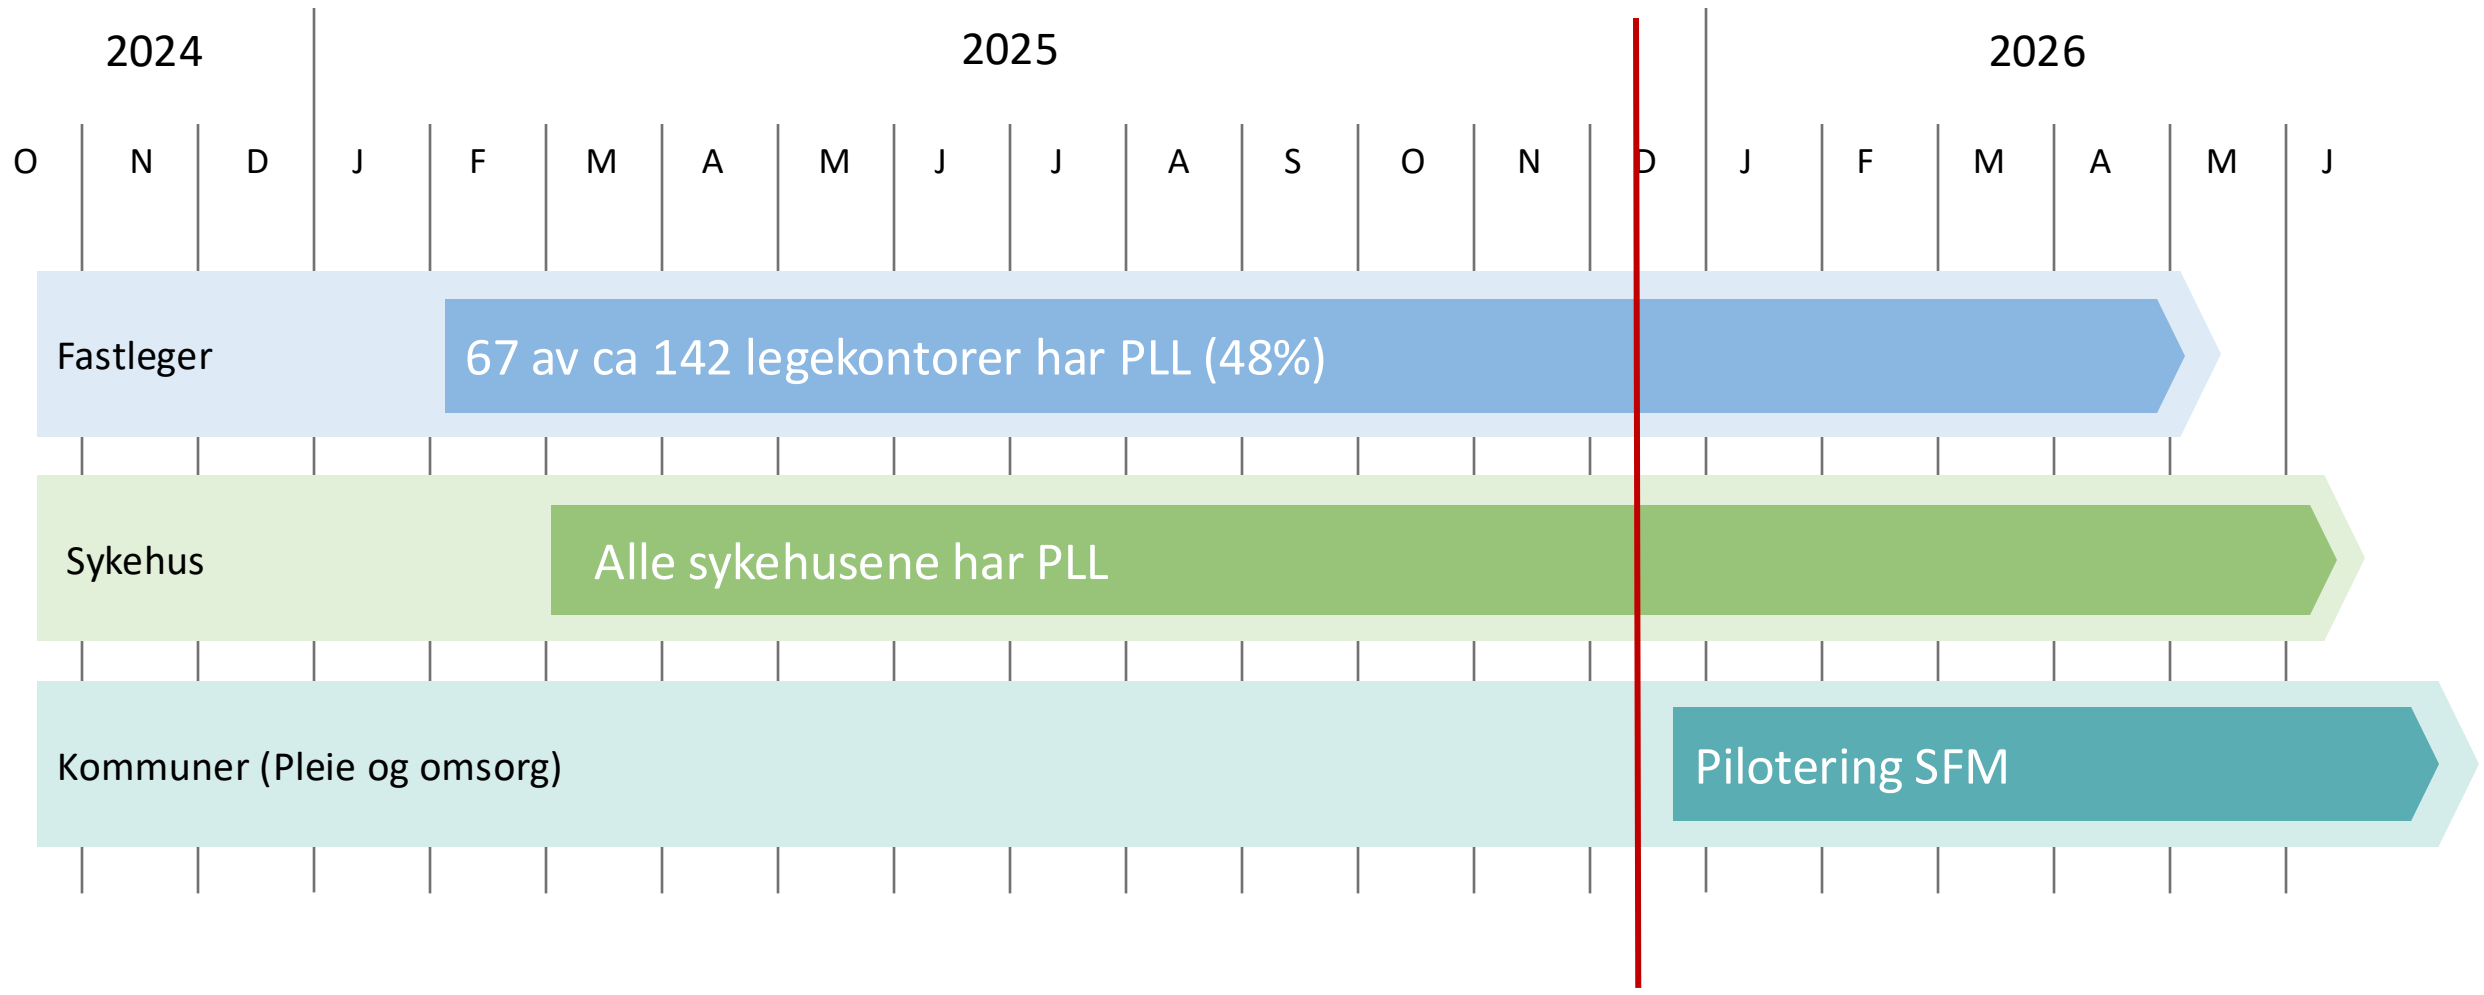 2024 2025 2026
O N D J F M A M J J A S O N D J F M A M J
Fastleger
67 av ca 142 legekontorer har PLL (48%)
Sykehus
Alle sykehusene har PLL
Kommuner (Pleie og omsorg)
Pilotering SFM